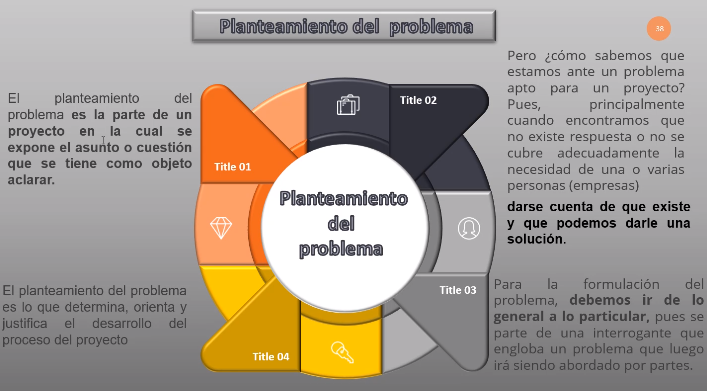 Planteamiento del problema
38
El planteamiento del
problema es la parte de un
proyecto en la cual se
expone el asunto o cuestión
que se tiene como objeto
aclarar.
Title 01
Title 02
Pero ¿cómo sabemos que
estamos ante un problema
apto para un proyecto?
Pues, principalmente
cuando encontramos que
no existe respuesta o no se
cubre adecuadamente la
necesidad de una o varias
personas (empresas)
darse cuenta de que existe
y que podemos darle una
solución.
Planteamiento
del
problema
El planteamiento del problema
es lo que determina, orienta y
justifica el desarrollo del
proceso del proyecto
Title 04
Title 03
Para la formulación del
problema, debemos ir de lo
general a lo particular, pues se
parte de una interrogante que
engloba un problema que luego
irá siendo abordado por partes.